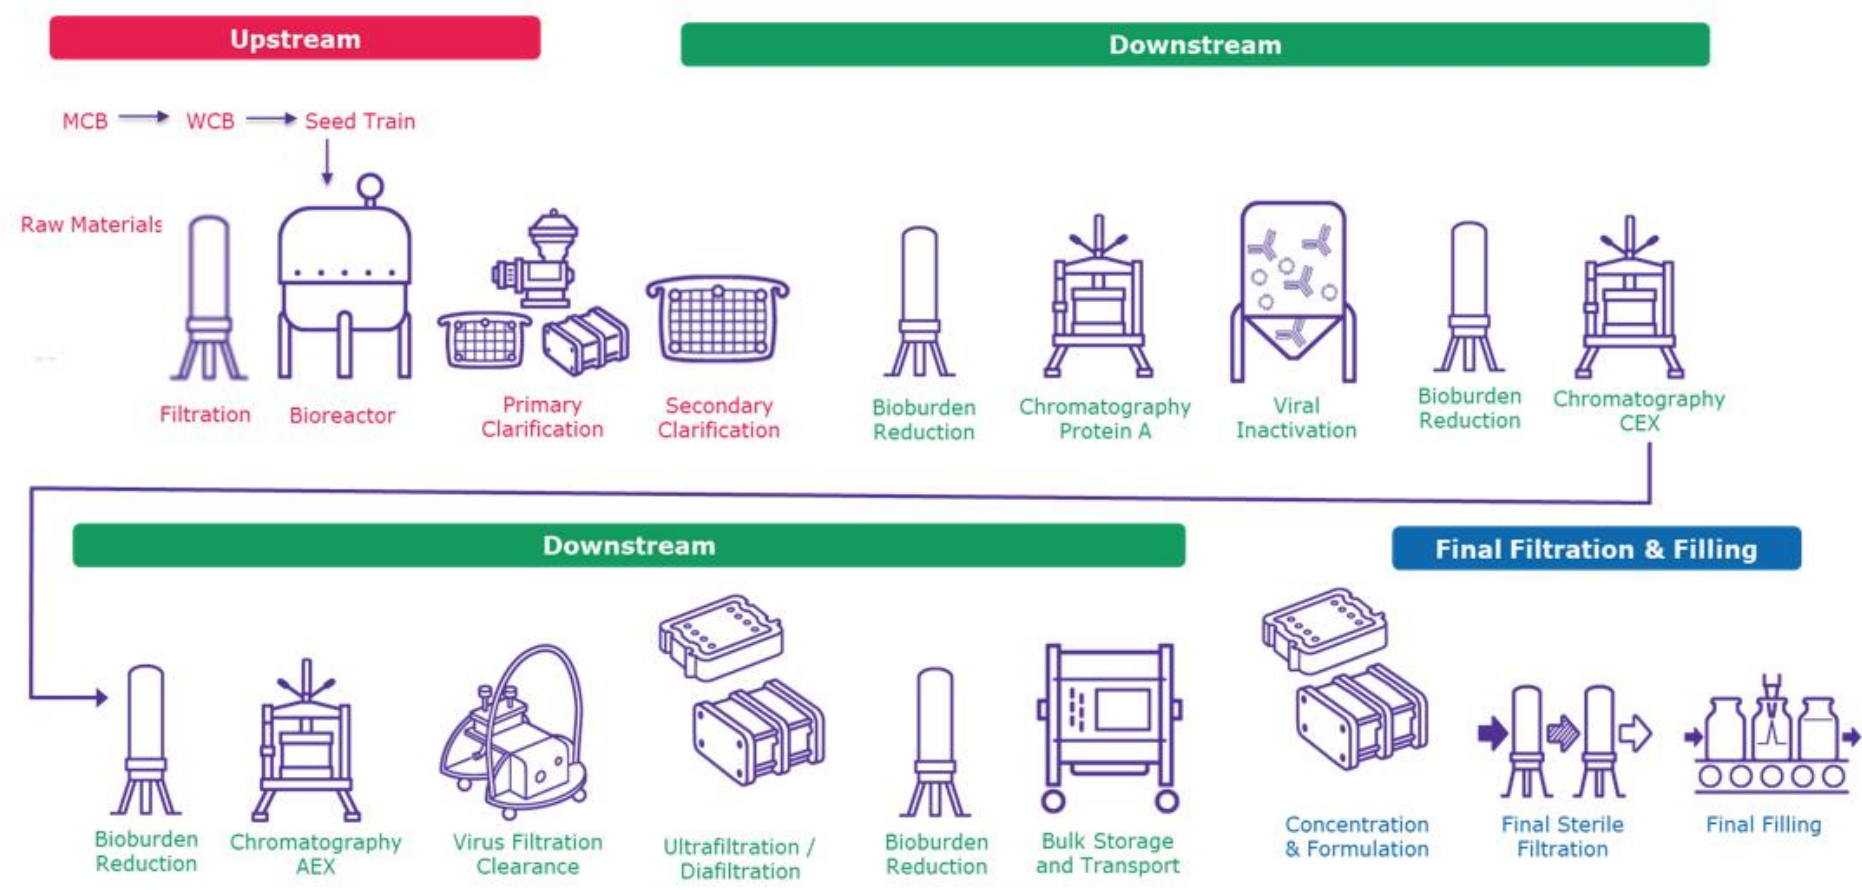 Upstream
Downstream
MCB
WCB
Seed Train
Raw Materials
Filtration
Bioreactor
Primary
Clarification
Secondary
Clarification
Bioburden
Reduction
Chromatography
Protein A
Viral
Inactivation
Bioburden
Reduction
Chromatography
CEX
Downstream
Final Filtration & Filling
Bioburden
Reduction
Chromatography
AEX
Virus Filtration
Clearance
Ultrafiltration /
Diafiltration
Bioburden
Reduction
Bulk Storage
and Transport
Concentration
& Formulation
Final Sterile
Filtration
Final Filling